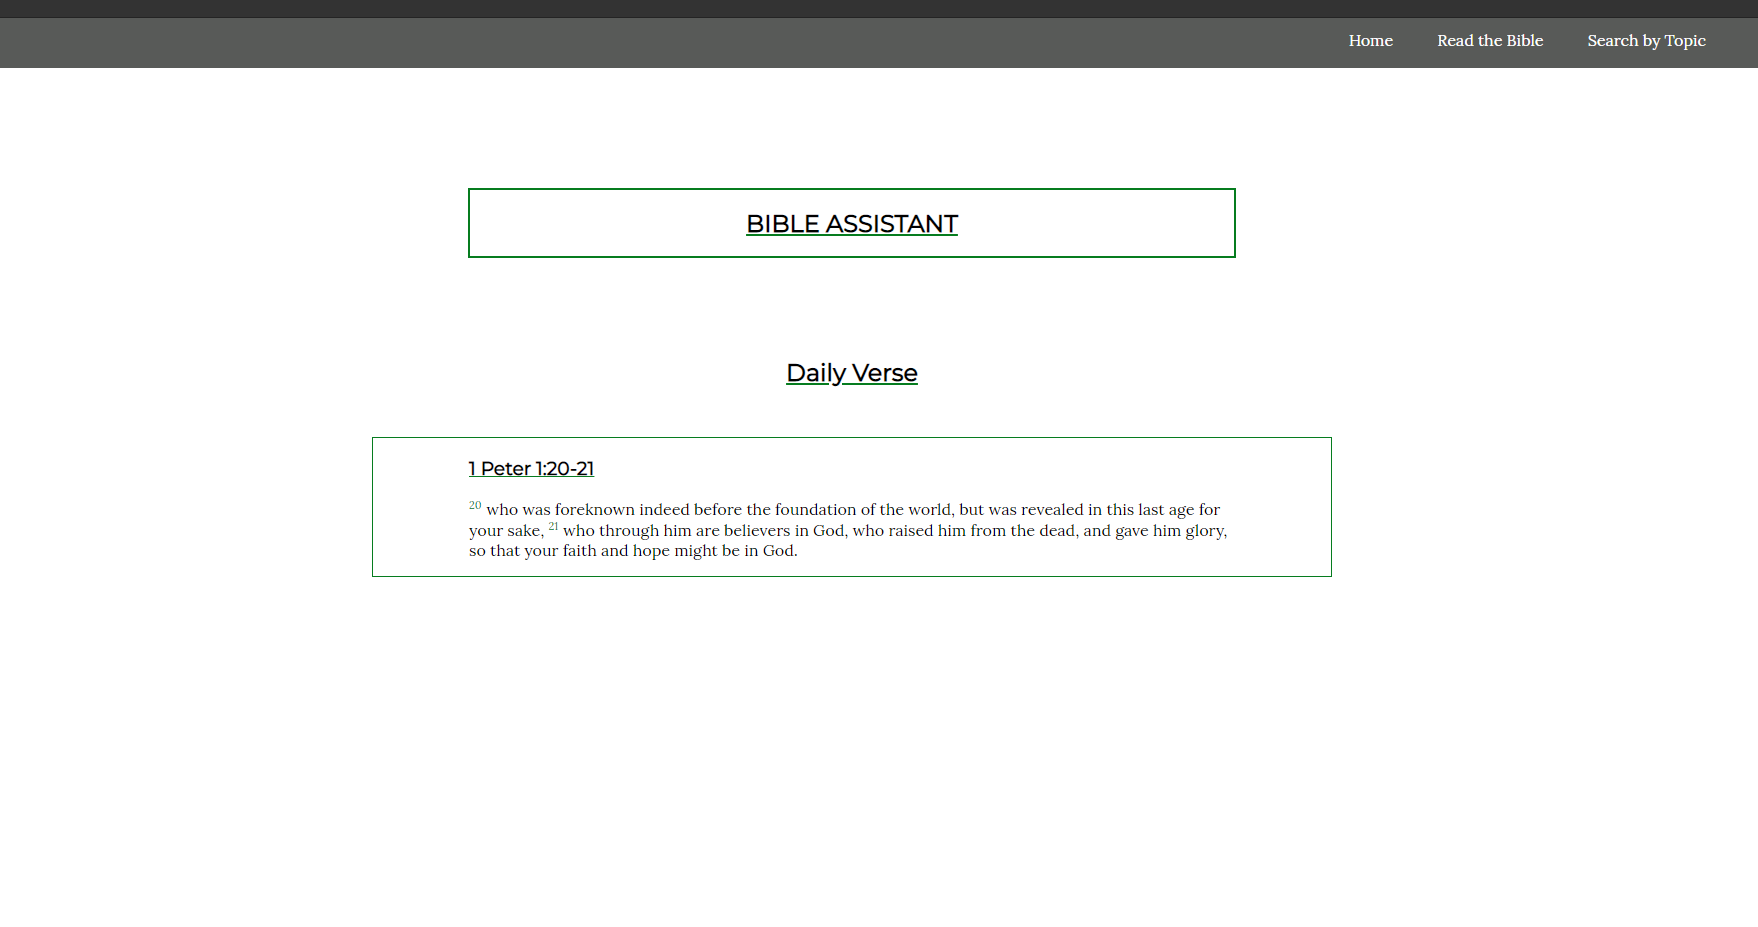 Home Read the Bible Search by Topic
BIBLE ASSISTANT
Daily Verse
1 Peter 1:20-21
20 who was foreknown indeed before the foundation of the world, but was revealed in this last age for
your sake, 21 who through him are believers in God, who raised him from the dead, and gave him glory,
so that your faith and hope might be in God.